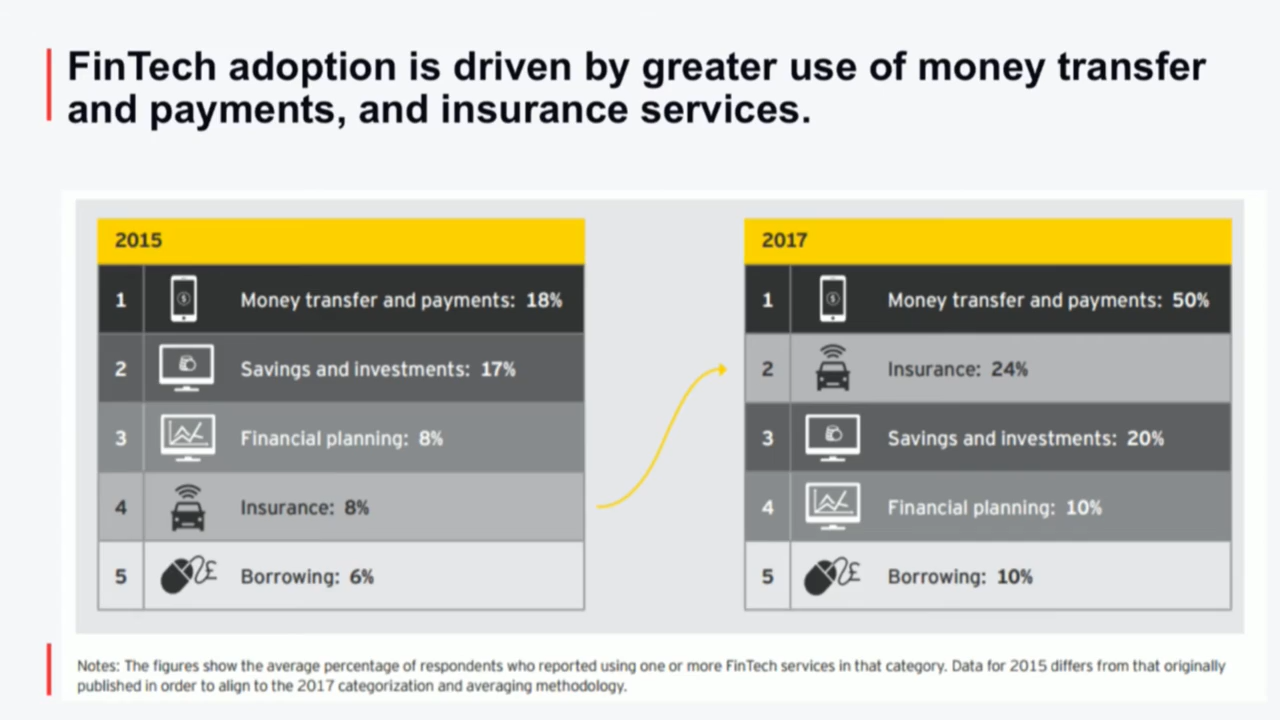 FinTech adoption is driven by greater use of money transfer
and payments, and insurance services.
2015
1 Money transfer and payments: 18%
2 Savings and investments: 17%
3 Financial planning: 8%
4 Insurance: 8%
5 £ Borrowing: 6%
2017
1 Money transfer and payments: 50%
2 Insurance: 24%
3 Savings and investments: 20%
4 Financial planning: 10%
5 £ Borrowing: 10%
Notes: The figures show the average percentage of respondents who reported using one or more FinTech services in that category. Data for 2015 differs from that originally
published in order to align to the 2017 categorization and averaging methodology.